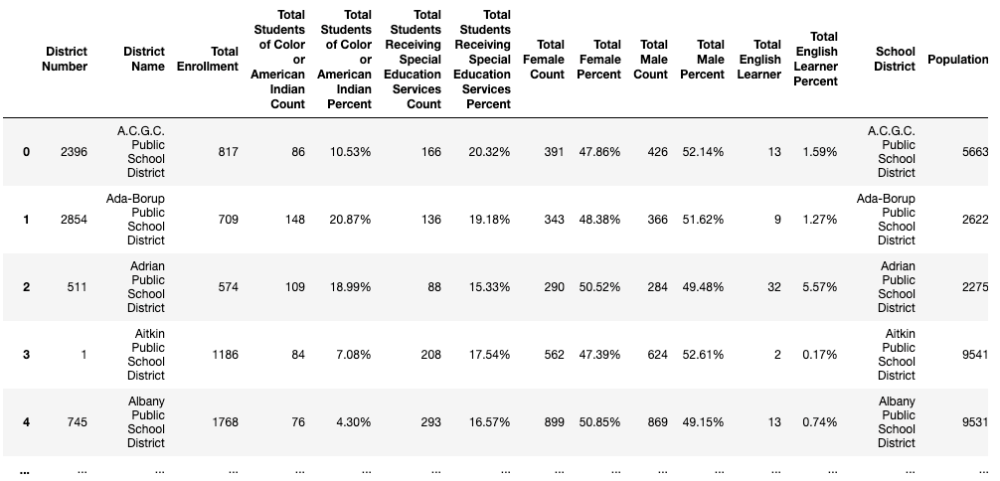 District Number	District Name	Total Enrollment	Total Students of Color or American Indian Count	Total Students of Color or American Indian Percent	Total Students Receiving Special Education Services Count	Total Students Receiving Special Education Services Percent	Total Female Count	Total Female Percent	Total Male Count	Total Male Percent	Total English Learner	Total English Learner Percent	School District	Population
0	2396	A.C.G.C. Public School District	817	86	10.53%	166	20.32%	391	47.86%	426	52.14%	13	1.59%	A.C.G.C. Public School District	5663
1	2854	Ada-Borup Public School District	709	148	20.87%	136	19.18%	343	48.38%	366	51.62%	9	1.27%	Ada-Borup Public School District	2622
2	511	Adrian Public School District	574	109	18.99%	88	15.33%	290	50.52%	284	49.48%	32	5.57%	Adrian Public School District	2275
3	1	Aitkin Public School District	1186	84	7.08%	208	17.54%	562	47.39%	624	52.61%	2	0.17%	Aitkin Public School District	9541
4	745	Albany Public School District	1768	76	4.30%	293	16.57%	899	50.85%	869	49.15%	13	0.74%	Albany Public School District	9531
...	...	...	...	...	...	...	...	...	...	...	...	...	...	...	...